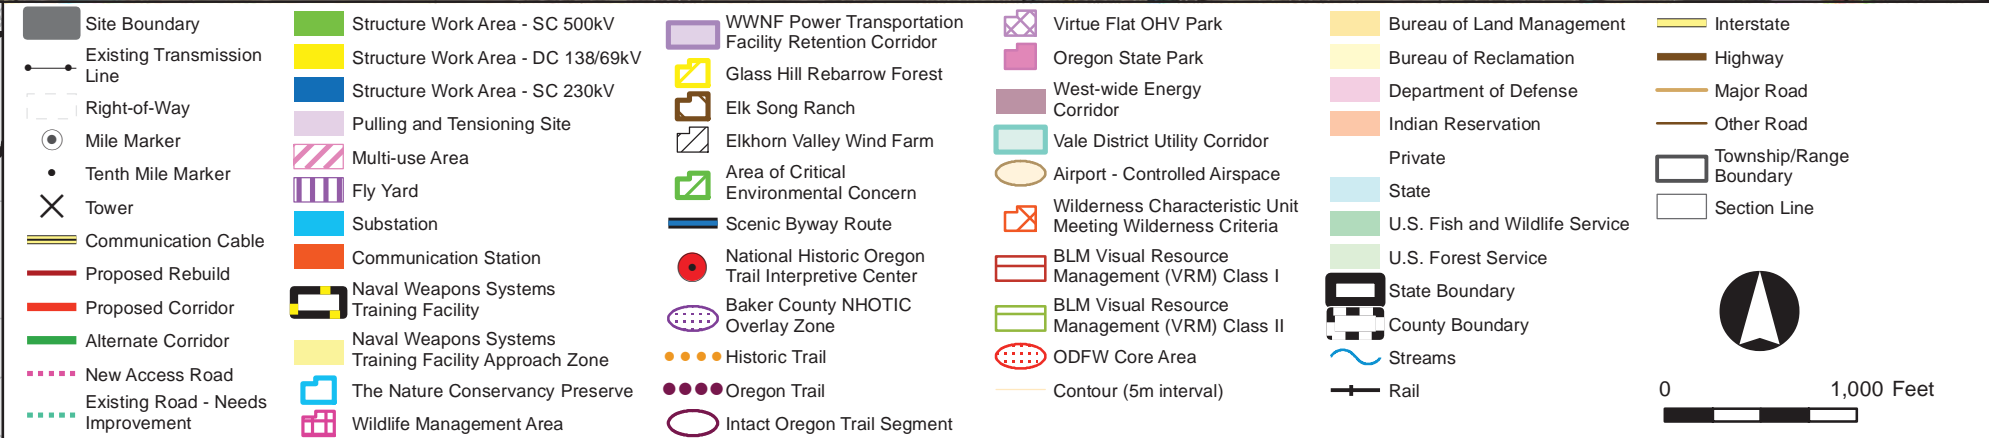 Site Boundary
Existing Transmission
Line
Right-of-Way
Mile Marker
Tenth Mile Marker
Tower
Communication Cable
Proposed Rebuild
Proposed Corridor
Alternate Corridor
New Access Road
Existing Road - Needs
Improvement
Structure Work Area - SC 500kV
Structure Work Area - DC 138/69kV
Structure Work Area - SC 230kV
Pulling and Tensioning Site
Multi-use Area
Fly Yard
Substation
Communication Station
Naval Weapons Systems
Training Facility
Naval Weapons Systems
Training Facility Approach Zone
The Nature Conservancy Preserve
Wildlife Management Area
WWNF Power Transportation
Facility Retention Corridor
Glass Hill Rebarrow Forest
Elk Song Ranch
Elkhorn Valley Wind Farm
Area of Critical
Environmental Concern
Scenic Byway Route
National Historic Oregon
Trail Interpretive Center
Baker County NHOTIC
Overlay Zone
Historic Trail
Oregon Trail
Intact Oregon Trail Segment
Virtue Flat OHV Park
Oregon State Park
West-wide Energy
Corridor
Vale District Utility Corridor
Airport - Controlled Airspace
Wilderness Characteristic Unit
Meeting Wilderness Criteria
BLM Visual Resource
Management (VRM) Class I
BLM Visual Resource
Management (VRM) Class II
ODFW Core Area
Contour (5m interval)
Bureau of Land Management
Bureau of Reclamation
Department of Defense
Indian Reservation
Private
State
U.S. Fish and Wildlife Service
U.S. Forest Service
State Boundary
County Boundary
Streams
Rail
Interstate
Highway
Major Road
Other Road
Township/Range
Boundary
Section Line
0 1,000 Feet